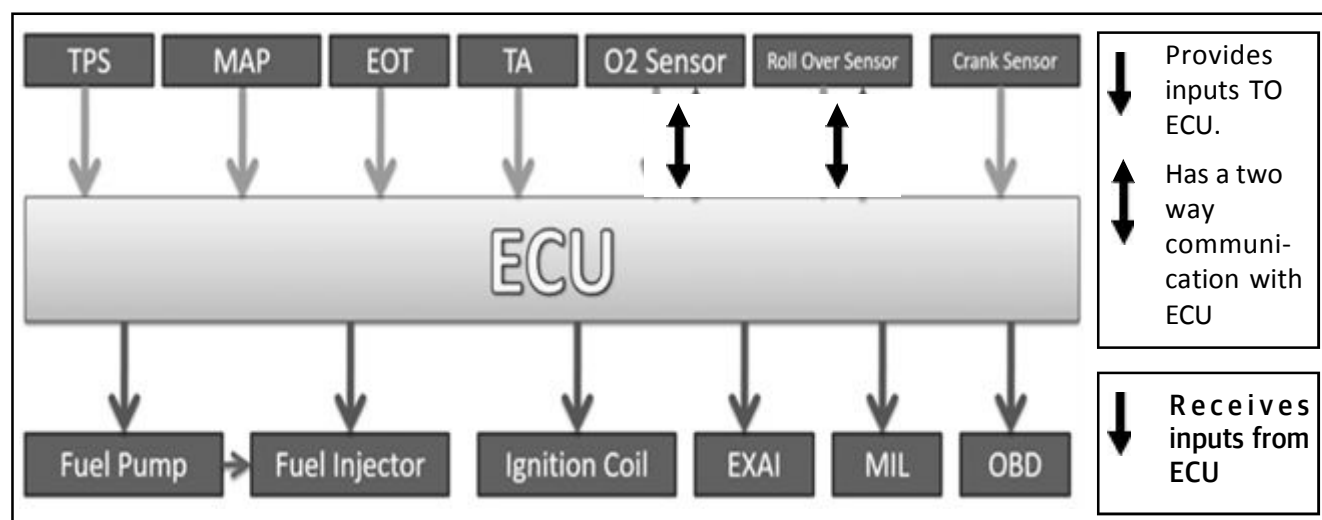 TPS
MAP
EOT
TA
O2 Sensor
Roll Over Sensor
Crank Sensor
ECU
Fuel Pump
Fuel Injector
Ignition Coil
EXAI
MIL
OBD
Provides
inputs TO
ECU.
Has a two
way
communi-
cation with
ECU
Receives
inputs from
ECU